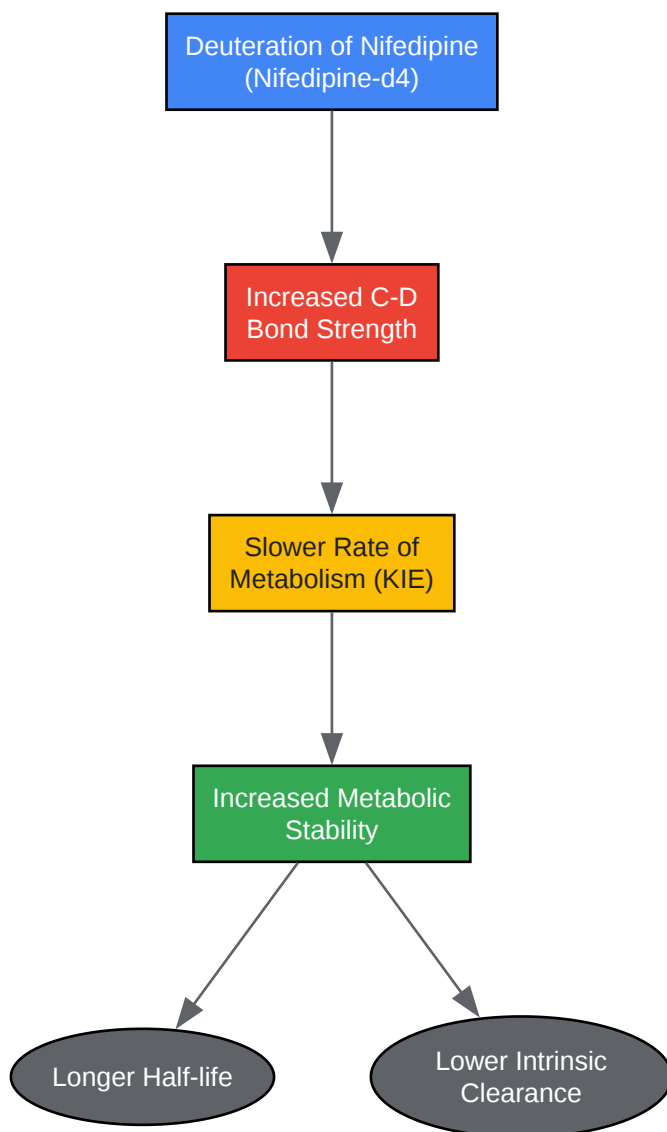 Deuteration of Nifedipine
(Nifedipine-d4)
Increased C-D
Bond Strength
Slower Rate of
Metabolism (KIE)
Increased Metabolic
Stability
Longer Half-life
Lower Intrinsic
Clearance